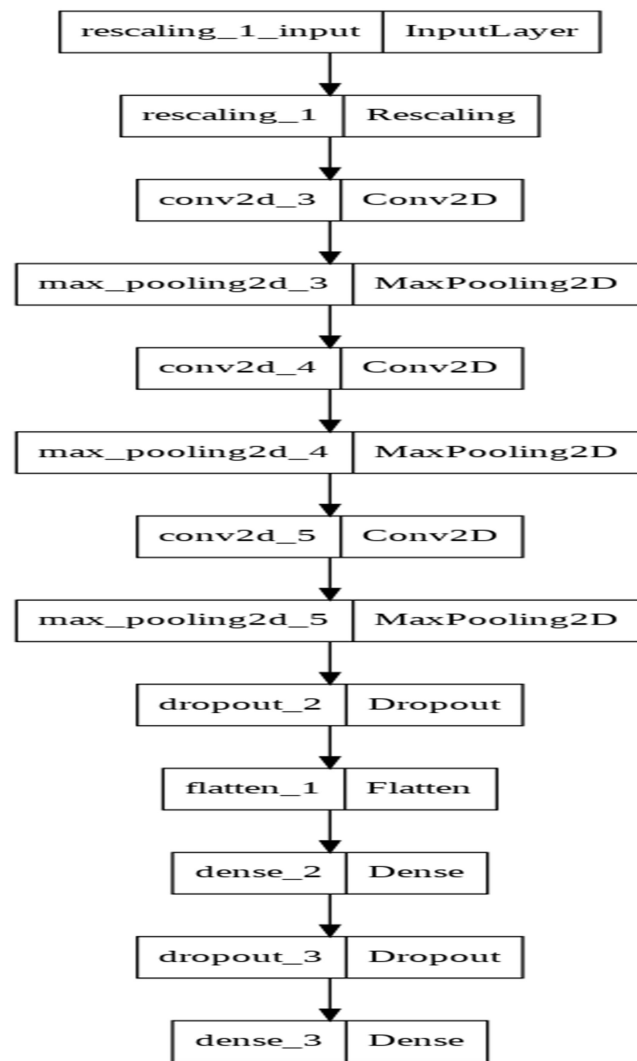 rescaling_1_input InputLayer
rescaling_1 Rescaling
conv2d_3 Conv2D
max_pooling2d_3 MaxPooling2D
conv2d_4 Conv2D
max_pooling2d_4 MaxPooling2D
conv2d_5 Conv2D
max_pooling2d_5 MaxPooling2D
dropout_2 Dropout
flatten_1 Flatten
dense_2 Dense
dropout_3 Dropout
dense_3 Dense